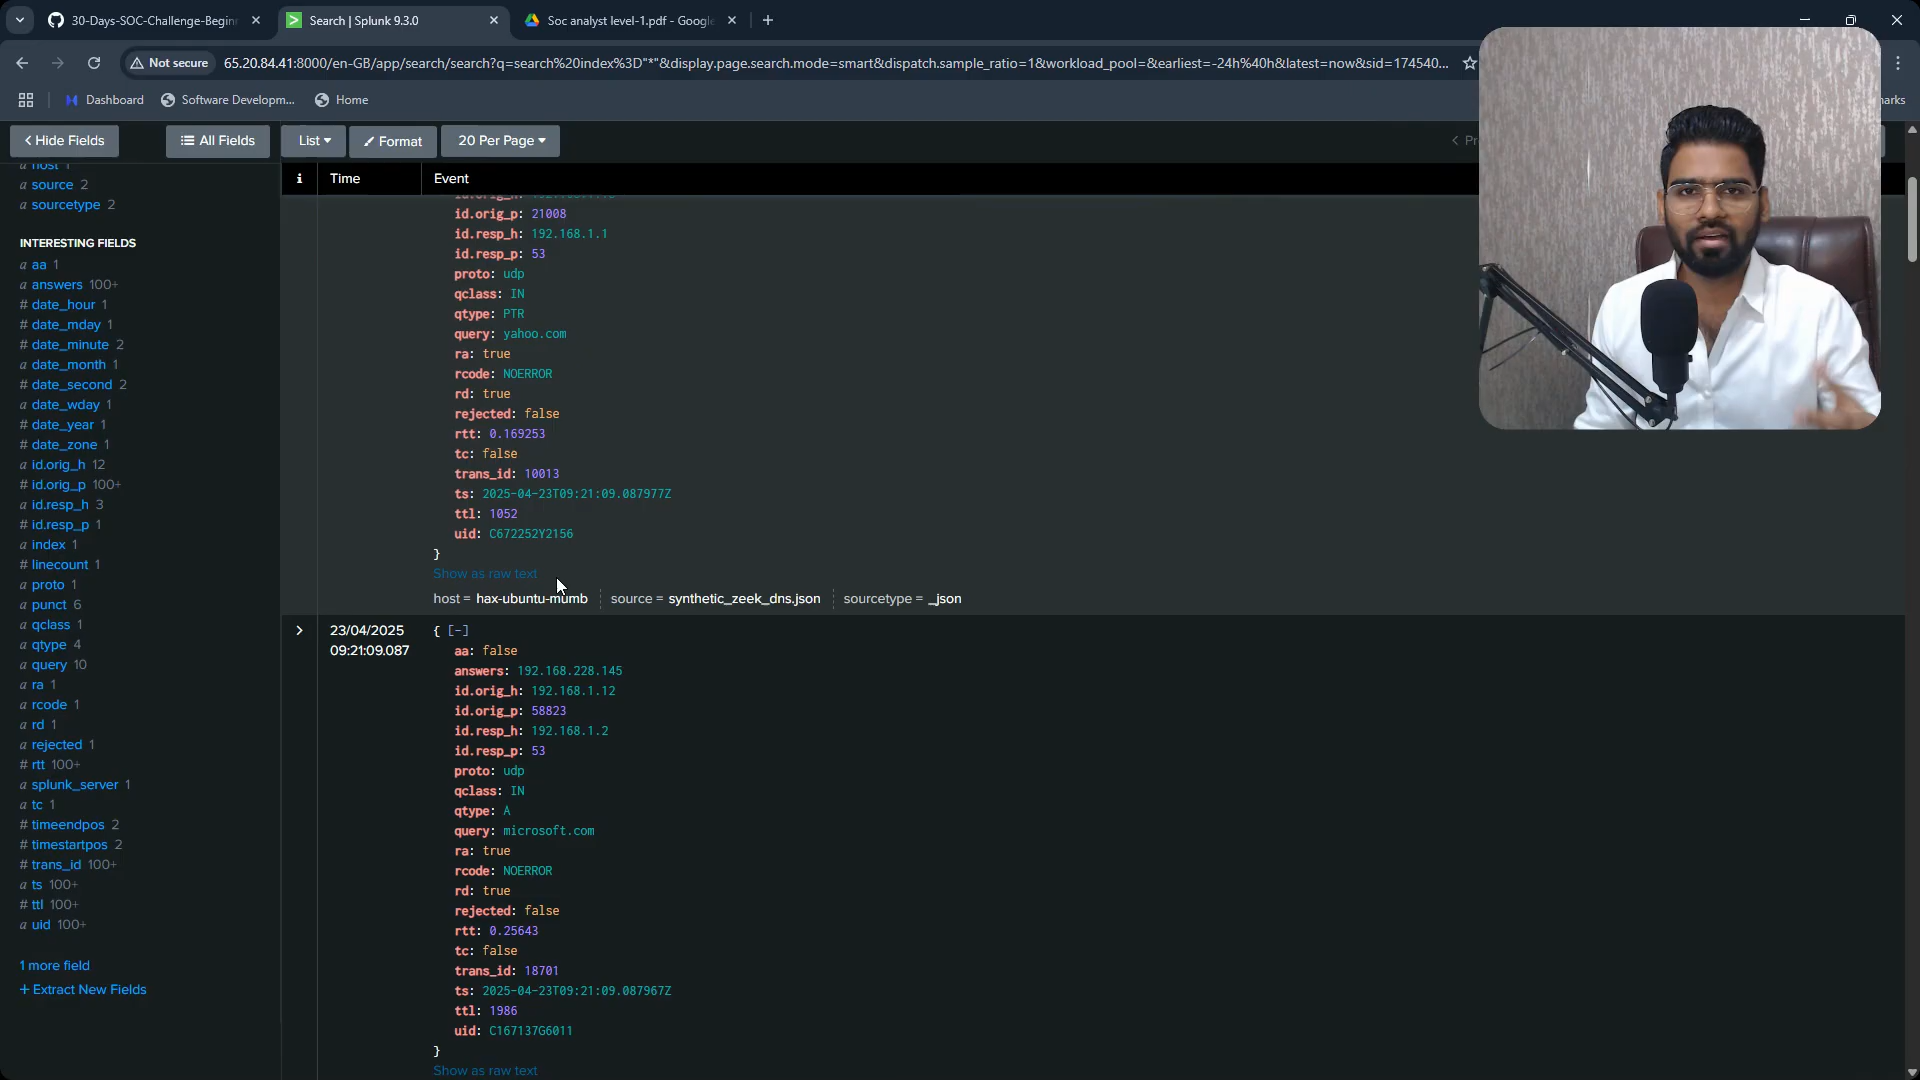 30-Days-SOC-Challenge-Beginn
Search | Splunk 9.3.0
Soc analyst level-1.pdf - Google
Not secure
65.20.84.41:8000/en-GB/app/search/search?q=search%20index%3D"*"&display.page.search.mode=smart&dispatch.sample_ratio=1&workload_pool=&earliest=-24h%40h&latest=now&sid=174540...
Dashboard
Software Developm...
Home
Hide Fields
All Fields
List
Format
20 Per Page
i
Time
Event
a host 1
a source 2
a sourcetype 2
INTERESTING FIELDS
a aa 1
a answers 100+
# date_hour 1
# date_mday 1
# date_minute 2
a date_month 1
# date_second 2
a date_wday 1
# date_year 1
# date_zone 1
a id.orig_h 12
# id.orig_p 100+
a id.resp_h 3
# id.resp_p 1
a index 1
# linecount 1
a proto 1
a punct 6
a qclass 1
a qtype 4
a query 10
a ra 1
a rcode 1
a rd 1
a rejected 1
# rtt 100+
a splunk_server 1
a tc 1
# timeendpos 2
# timestartpos 2
# trans_id 100+
a ts 100+
# ttl 100+
a uid 100+
1 more field
+ Extract New Fields
id.orig_p: 21008
id.resp_h: 192.168.1.1
id.resp_p: 53
proto: udp
qclass: IN
qtype: PTR
query: yahoo.com
ra: true
rcode: NOERROR
rd: true
rejected: false
rtt: 0.169253
tc: false
trans_id: 10013
ts: 2025-04-23T09:21:09.087977Z
ttl: 1052
uid: C672252Y2156
}
Show as raw text
host = hax-ubuntu-mumb
source = synthetic_zeek_dns.json
sourcetype = _json
23/04/2025
09:21:09.087
{ [-]
aa: false
answers: 192.168.228.145
id.orig_h: 192.168.1.12
id.orig_p: 58823
id.resp_h: 192.168.1.2
id.resp_p: 53
proto: udp
qclass: IN
qtype: A
query: microsoft.com
ra: true
rcode: NOERROR
rd: true
rejected: false
rtt: 0.25643
tc: false
trans_id: 18701
ts: 2025-04-23T09:21:09.087967Z
ttl: 1986
uid: C167137G6011
}
Show as raw text